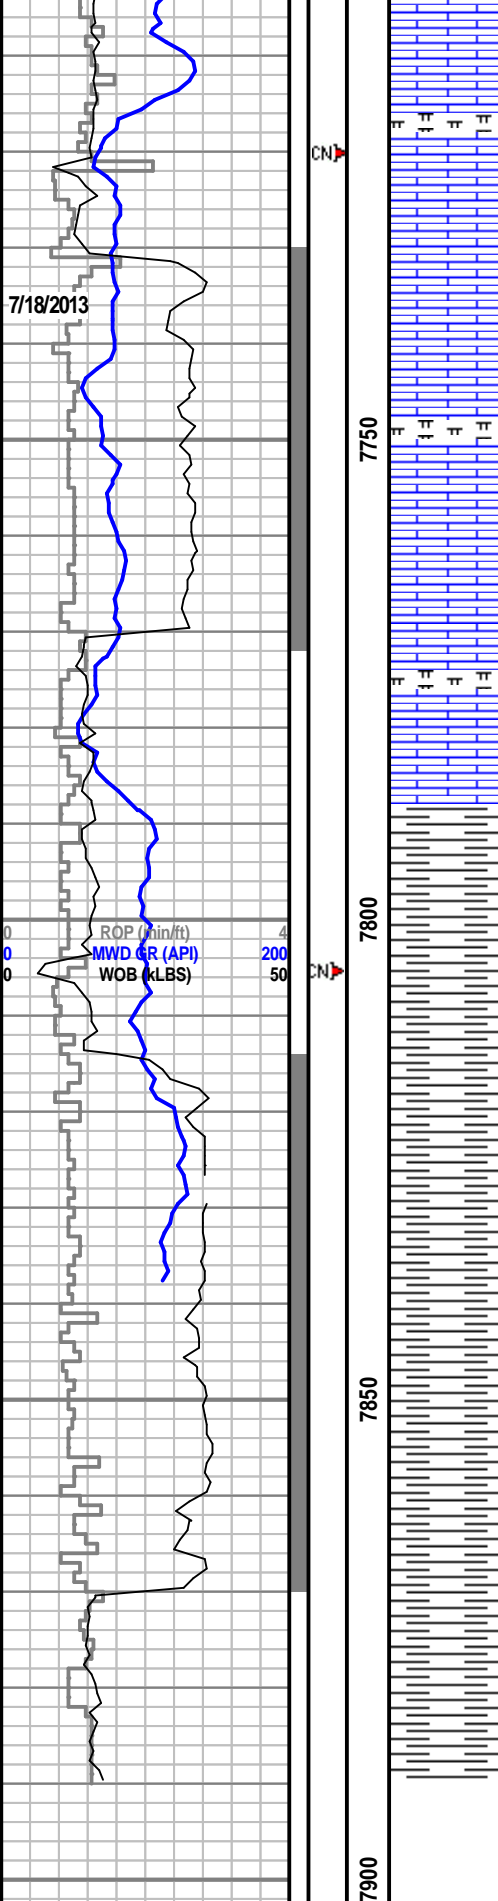 CN
7/18/2013
7750
7800
0 ROP (min/ft) 4
0 MWD GR (API) 200
0 WOB (kLBS) 50
CN
7850
7900